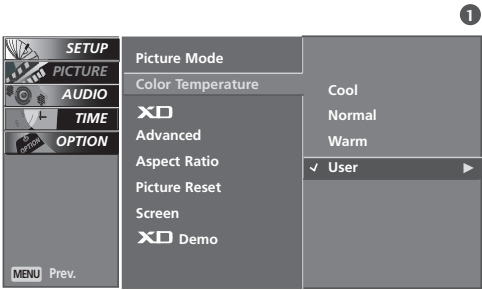 1
SETUP
PICTURE
AUDIO
TIME
OPTION
OPTION
MENU Prev.
Picture Mode
Color Temperature
XD
Advanced
Aspect Ratio
Picture Reset
Screen
XD Demo
Cool
Normal
Warm
✓ User ►